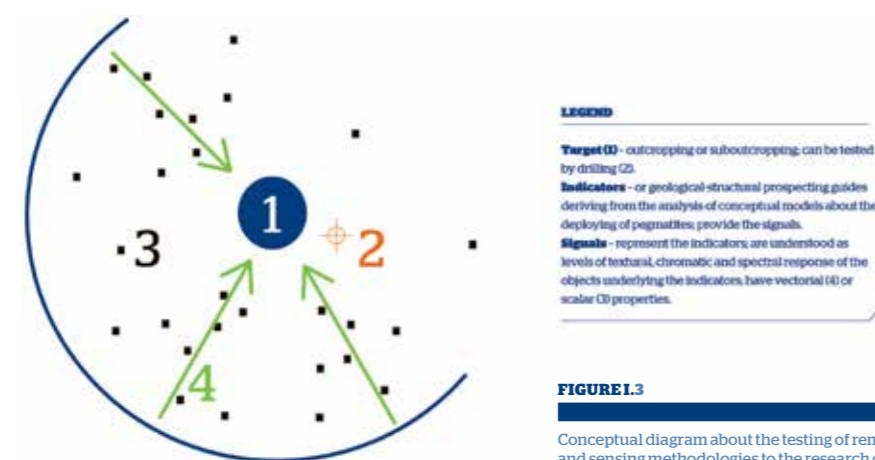 1
2
3
4
LEGEND
Target (1) - outcropping or suboutcropping; can be tested
by drilling (2).
Indicators - or geological-structural prospecting guides
deriving from the analysis of conceptual models about the
deploying of pegmatites; provide the signals.
Signals - represent the indicators; are understood as
levels of textural, chromatic and spectral response of the
objects underlying the indicators, have vectorial (4) or
scalar (3) properties.
FIGURE I.3
Conceptual diagram about the testing of
and sensing methodologies to the research